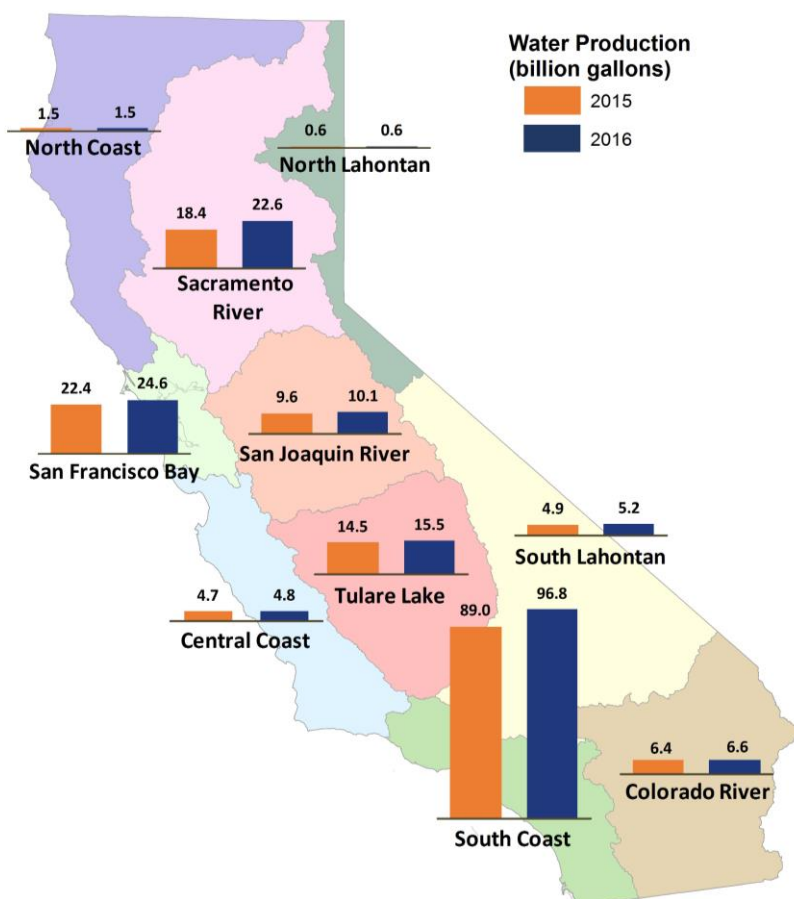 Water Production
(billion gallons)
2015
2016
1.5 1.5
North Coast
0.6 0.6
North Lahontan
18.4 22.6
Sacramento
River
22.4 24.6
San Francisco Bay
9.6 10.1
San Joaquin River
4.9 5.2
South Lahontan
14.5 15.5
Tulare Lake
4.7 4.8
Central Coast
89.0 96.8
South Coast
6.4 6.6
Colorado River